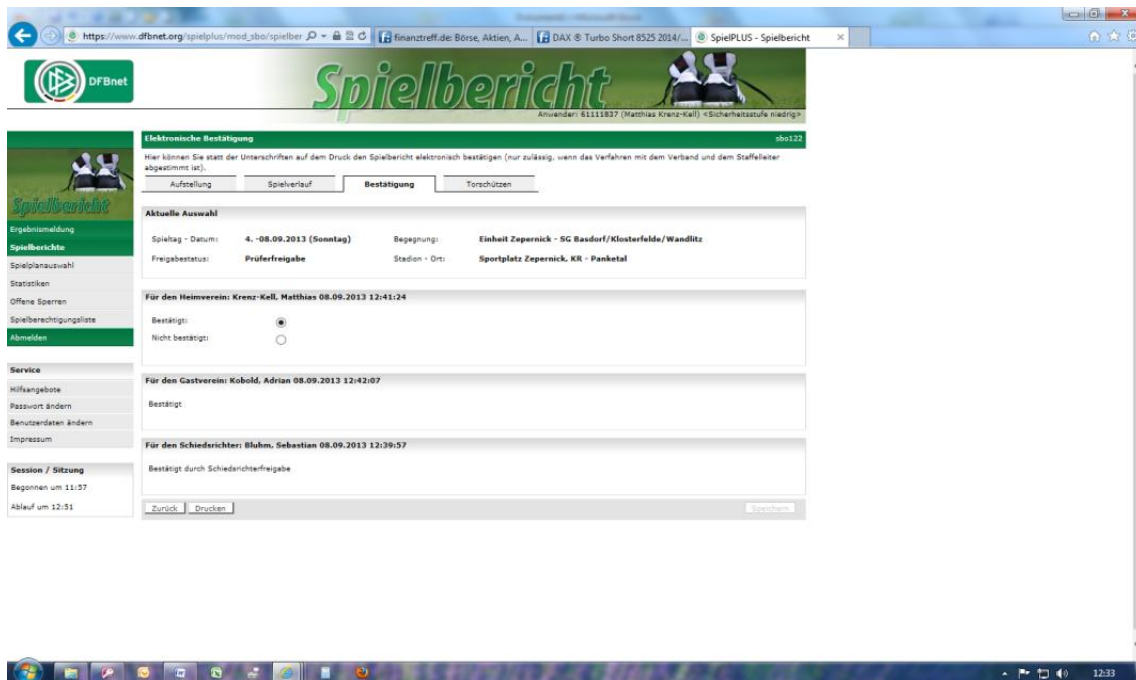 https://www.dfbnet.org/spielplus/mod_sbo/spielber
finanztreff.de: Börse, Aktien, A...
DAX ® Turbo Short 8525 2014/...
SpielPLUS - Spielbericht
DFBnet
Spielbericht
Anwender: 61111837 (Matthias Krenz-Kell) <Sicherheitsstufe niedrig>
Spielbericht
Ergebnismeldung
Spielberichte
Spielplanauswahl
Statistiken
Offene Sperren
Spielberechtigungsliste
Abmelden
Service
Hilfsangebote
Passwort ändern
Benutzerdaten ändern
Impressum
Session / Sitzung
Begonnen um 11:57
Ablauf um 12:51
Elektronische Bestätigung sbo122
Hier können Sie statt der Unterschriften auf dem Druck den Spielbericht elektronisch bestätigen (nur zulässig, wenn das Verfahren mit dem Verband und dem Staffelleiter
abgestimmt ist).
Aufstellung Spielverlauf Bestätigung Torschützen
Aktuelle Auswahl
Spieltag - Datum: 4. -08.09.2013 (Sonntag) Begegnung: Einheit Zepernick - SG Basdorf/Klosterfelde/Wandlitz
Freigabestatus: Prüferfreigabe Stadion - Ort: Sportplatz Zepernick, KR - Panketal
Für den Heimverein: Krenz-Kell, Matthias 08.09.2013 12:41:24
Bestätigt:
Nicht bestätigt:
Für den Gastverein: Kobold, Adrian 08.09.2013 12:42:07
Bestätigt
Für den Schiedsrichter: Bluhm, Sebastian 08.09.2013 12:39:57
Bestätigt durch Schiedsrichterfreigabe
Zurück Drucken Speichern
12:33